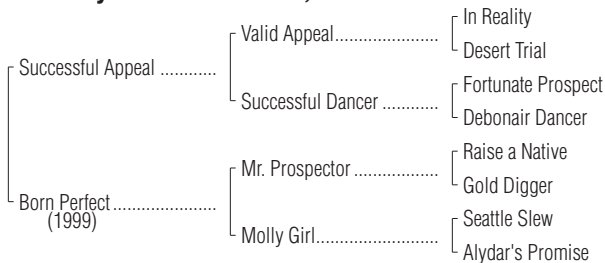 In Reality
Valid Appeal
Desert Trial
Successful Appeal
Fortunate Prospect
Successful Dancer
Debonair Dancer
Raise a Native
Mr. Prospector
Gold Digger
Born Perfect
(1999)
Seattle Slew
Molly Girl
Alydar's Promise